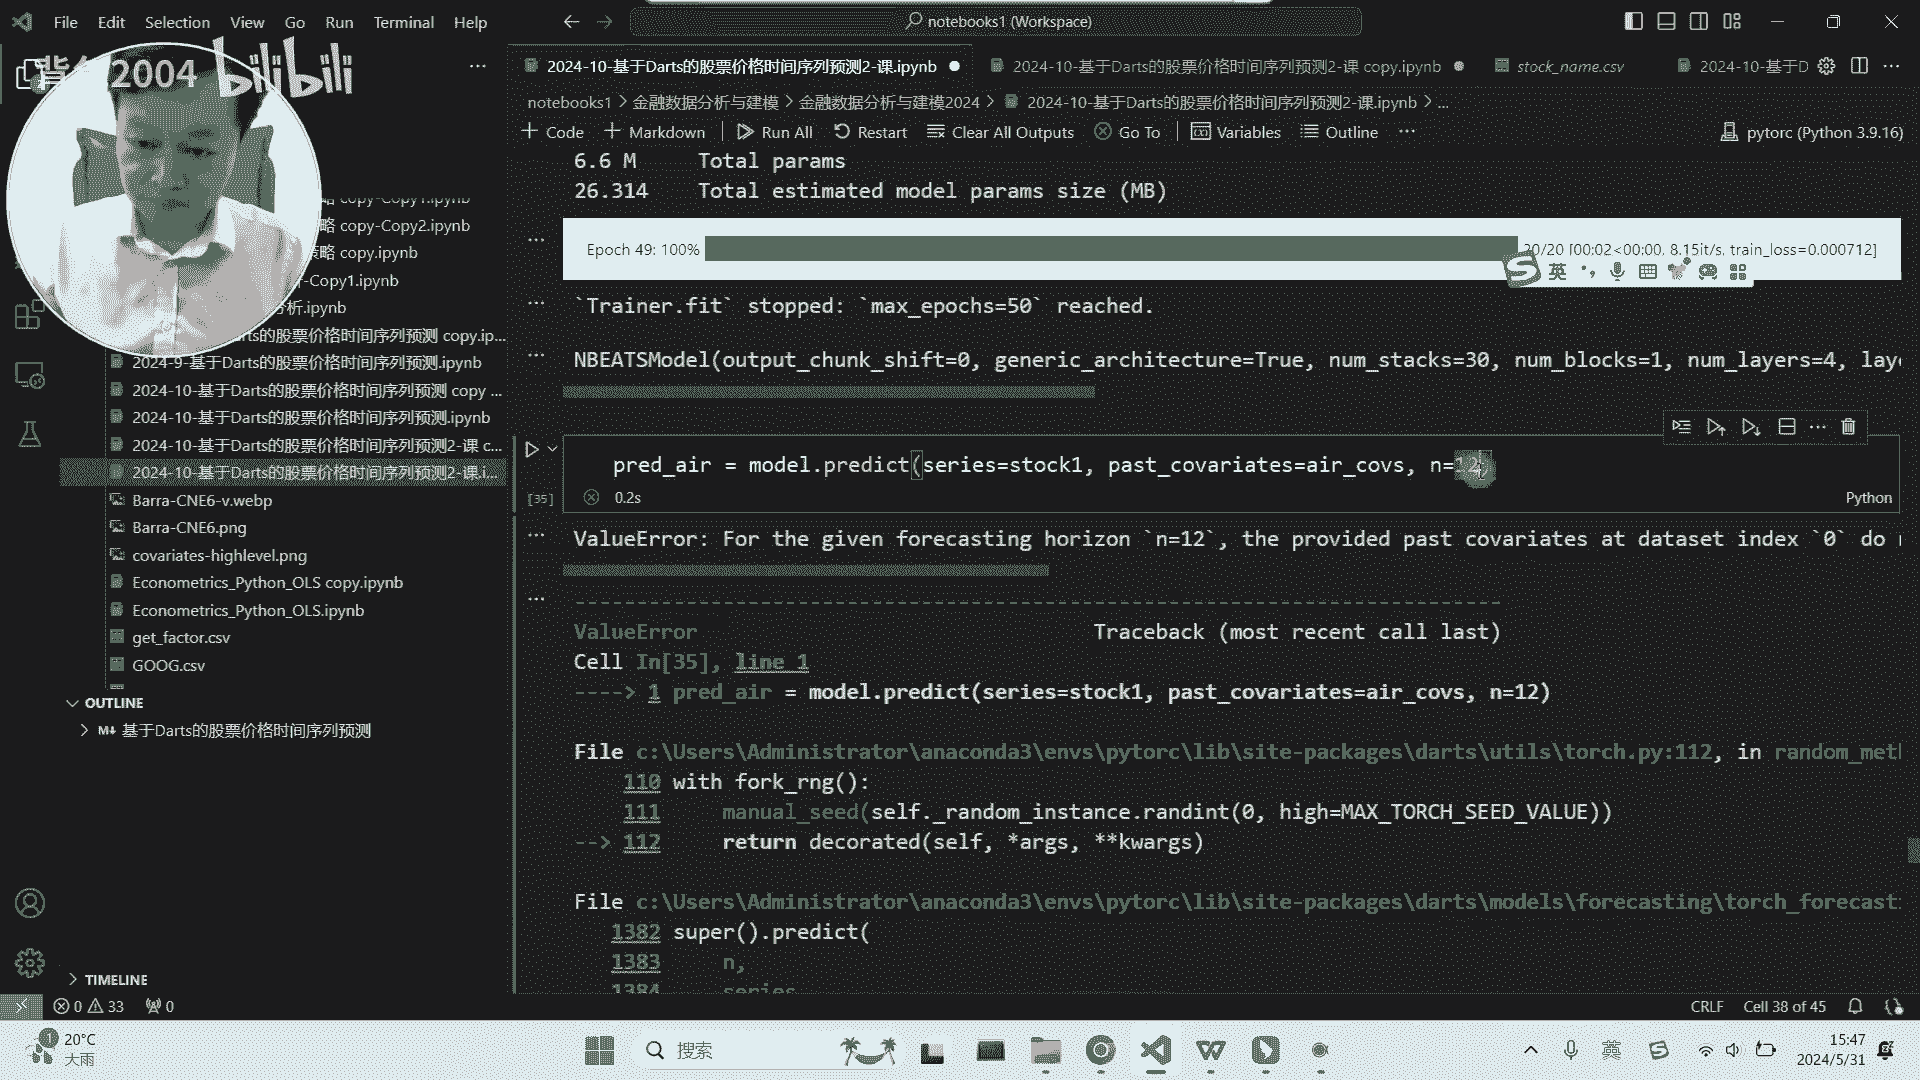 File Edit Selection View Go Run Terminal Help
notebooks1 (Workspace)
2004 bilibili
2024-10-基于Darts的股票价格时间序列预测2-课.ipynb
2024-10-基于Darts的股票价格时间序列预测2-课 copy.ipynb
stock_name.csv
2024-10-基于D
notebooks1 > 金融数据分析与建模 > 金融数据分析与建模2024 > 2024-10-基于Darts的股票价格时间序列预测2-课.ipynb > ...
+ Code + Markdown Run All Restart Clear All Outputs Go To Variables Outline ...
pytorc (Python 3.9.16)
略 copy-Copy1.ipynb
略 copy-Copy2.ipynb
策略 copy.ipynb
-Copy1.ipynb
分析.ipynb
rts的股票价格时间序列预测 copy.ip...
2024-9-基于Darts的股票价格时间序列预测.ipynb
2024-10-基于Darts的股票价格时间序列预测 copy ...
2024-10-基于Darts的股票价格时间序列预测.ipynb
2024-10-基于Darts的股票价格时间序列预测2-课 c...
2024-10-基于Darts的股票价格时间序列预测2-课.i...
Barra-CNE6-v.webp
Barra-CNE6.png
covariates-highlevel.png
Econometrics_Python_OLS copy.ipynb
Econometrics_Python_OLS.ipynb
get_factor.csv
GOOG.csv
OUTLINE
M↓ 基于Darts的股票价格时间序列预测
TIMELINE
6.6 M Total params
26.314 Total estimated model params size (MB)
Epoch 49: 100% 20/20 [00:02<00:00, 8.15it/s, train_loss=0.000712]
英
`Trainer.fit` stopped: `max_epochs=50` reached.
NBEATSModel(output_chunk_shift=0, generic_architecture=True, num_stacks=30, num_blocks=1, num_layers=4, lay
pred_air = model.predict(series=stock1, past_covariates=air_covs, n=12)
[35] 0.2s Python
ValueError: For the given forecasting horizon `n=12`, the provided past covariates at dataset index `0` do
---------------------------------------------------------------------------
ValueError Traceback (most recent call last)
Cell In[35], line 1
----> 1 pred_air = model.predict(series=stock1, past_covariates=air_covs, n=12)
File c:\Users\Administrator\anaconda3\envs\pytorc\lib\site-packages\darts\utils\torch.py:112, in random_met
110 with fork_rng():
111 manual_seed(self._random_instance.randint(0, high=MAX_TORCH_SEED_VALUE))
--> 112 return decorated(self, *args, **kwargs)
File c:\Users\Administrator\anaconda3\envs\pytorc\lib\site-packages\darts\models\forecasting\torch_forecast
1382 super().predict(
1383 n,
1384 series
0 33 0
CRLF Cell 38 of 45
1 20°C
大雨
搜索
英
15:47
2024/5/31